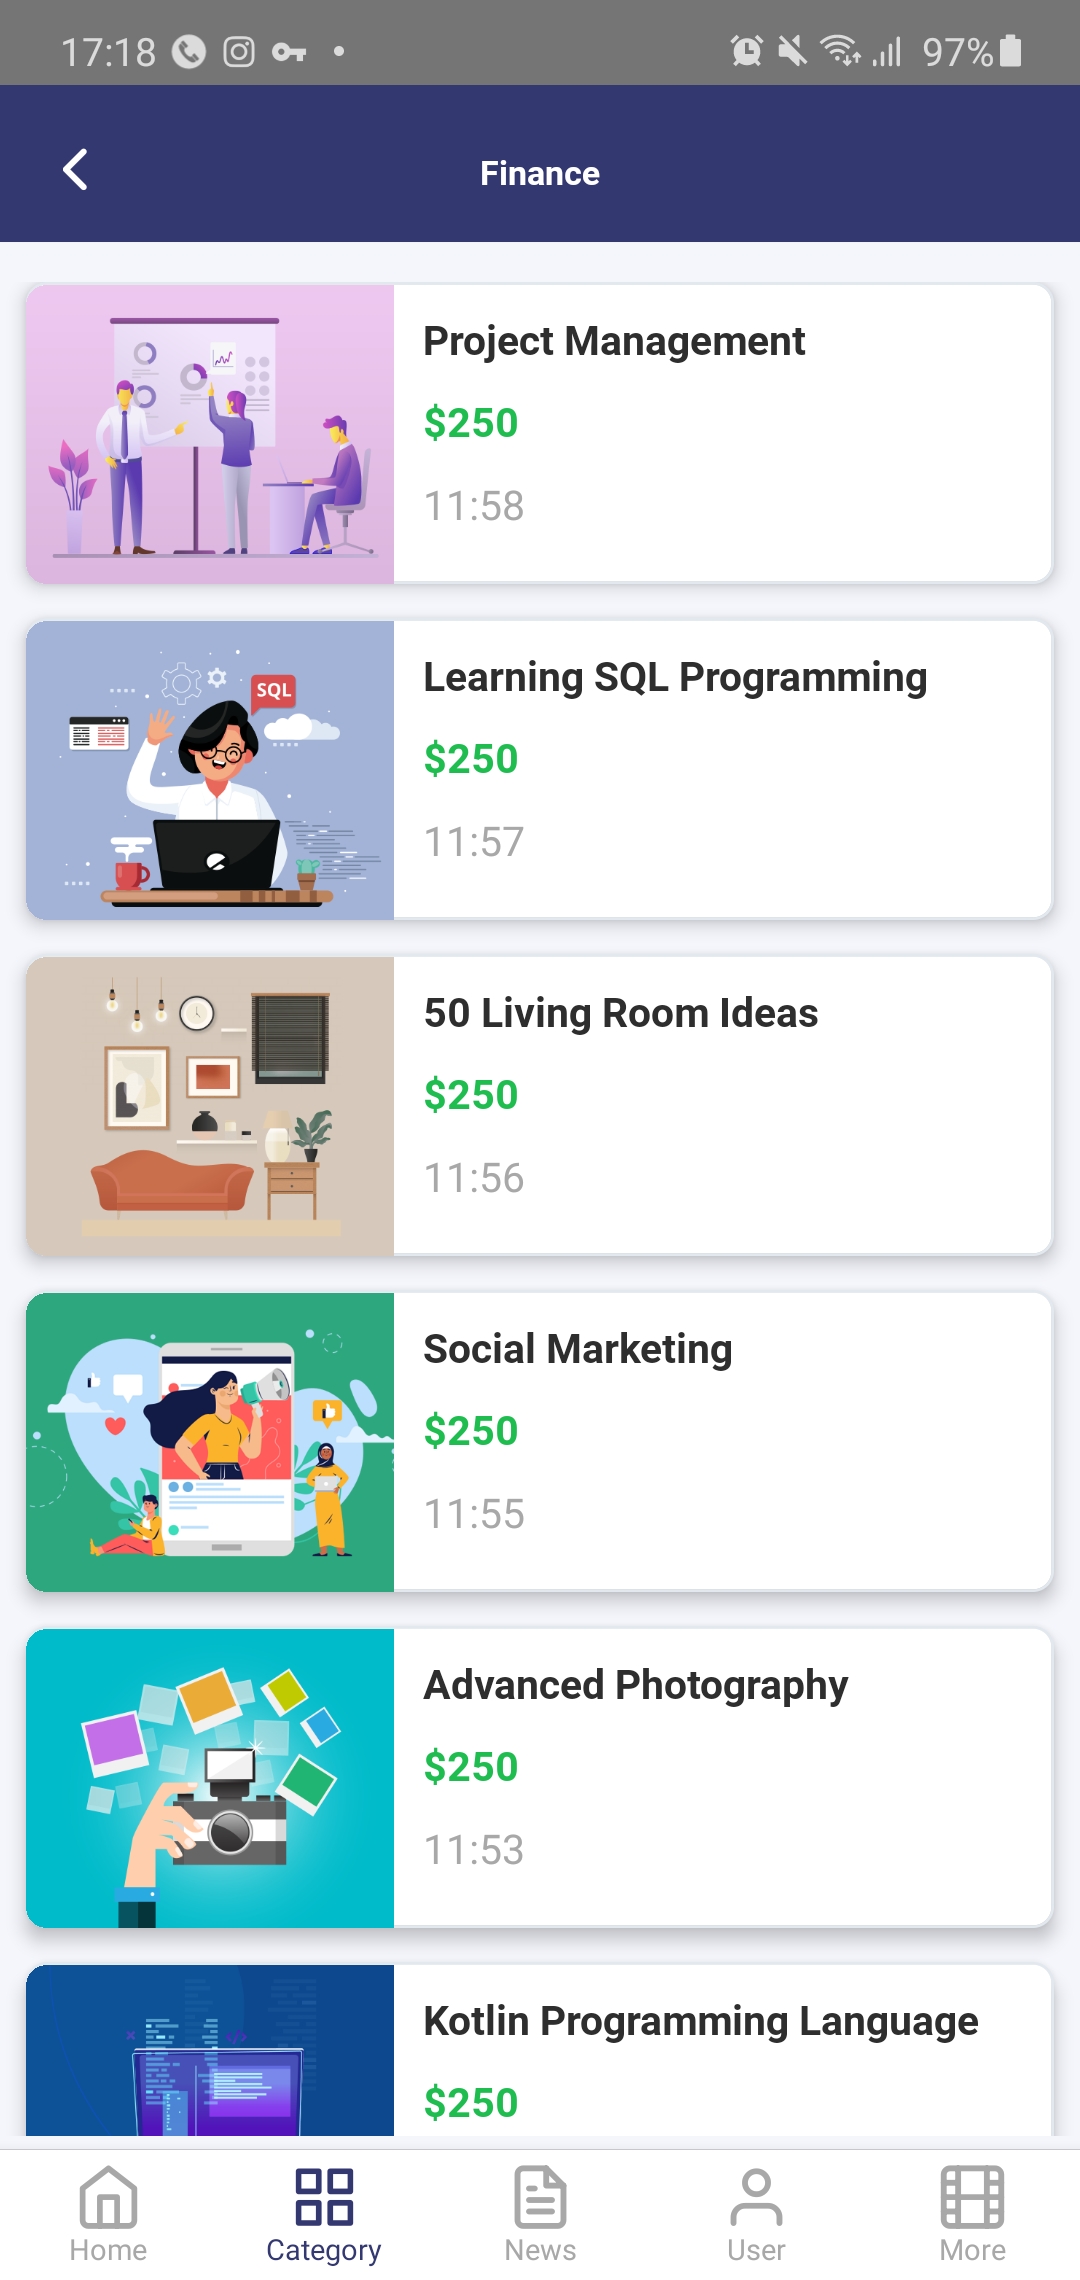 17:18
97%
Finance
Project Management
$250
11:58
SQL
Learning SQL Programming
$250
11:57
50 Living Room Ideas
$250
11:56
Social Marketing
$250
11:55
Advanced Photography
$250
11:53
Kotlin Programming Language
$250
Home
Category
News
User
More